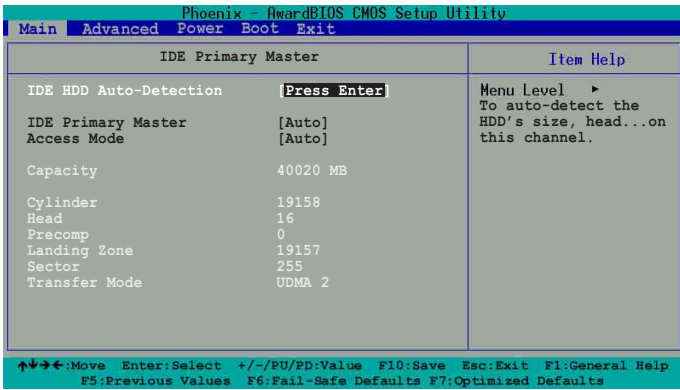 Phoenix - AwardBIOS CMOS Setup Utility
Main Advanced Power Boot Exit
IDE Primary Master
Item Help
IDE HDD Auto-Detection [Press Enter]
IDE Primary Master [Auto]
Access Mode [Auto]
Capacity 40020 MB
Cylinder 19158
Head 16
Precomp 0
Landing Zone 19157
Sector 255
Transfer Mode UDMA 2
Menu Level ►
To auto-detect the
HDD's size, head...on
this channel.
↑↓→←:Move Enter:Select +/-/PU/PD:Value F10:Save Esc:Exit F1:General Help
F5:Previous Values F6:Fail-Safe Defaults F7:Optimized Defaults